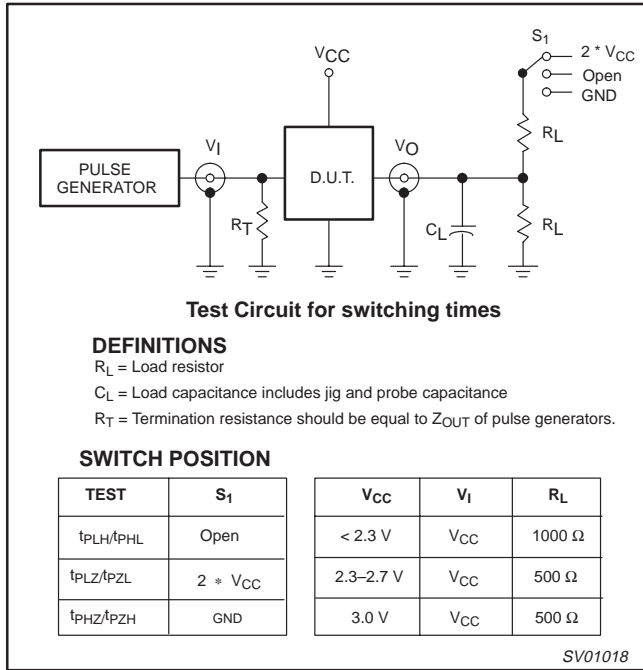 S1
2 * VCC
Open
GND
VCC
RL
VI
VO
PULSE
GENERATOR
D.U.T.
RT
CL
RL
Test Circuit for switching times
DEFINITIONS
RL = Load resistor
CL = Load capacitance includes jig and probe capacitance
RT = Termination resistance should be equal to ZOUT of pulse generators.
SWITCH POSITION
TEST S1
tPLH/tPHL Open
tPLZ/tPZL 2 * VCC
tPHZ/tPZH GND
VCC VI RL
< 2.3 V VCC 1000 Ω
2.3–2.7 V VCC 500 Ω
3.0 V VCC 500 Ω
SV01018